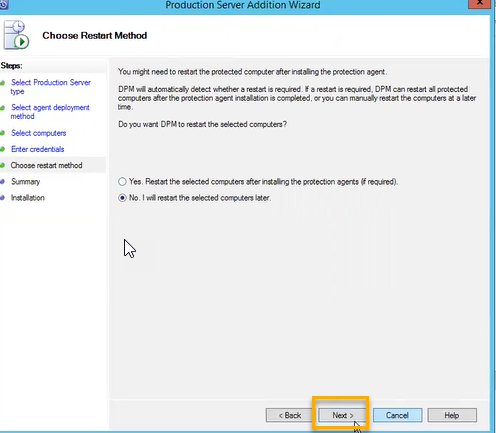 Production Server Addition Wizard
x
Choose Restart Method
Steps:
Select Production Server
type
Select agent deployment
method
Select computers
Enter credentials
Choose restart method
Summary
Installation
You might need to restart the protected computer after installing the protection agent.
DPM will automatically detect whether a restart is required. If a restart is required, DPM can restart all protected
computers after the protection agent installation is completed, or you can manually restart the computers at a later
time.
Do you want DPM to restart the selected computers?
Yes. Restart the selected computers after installing the protection agents (if required).
No. I will restart the selected computers later.
< Back
Next >
Cancel
Help